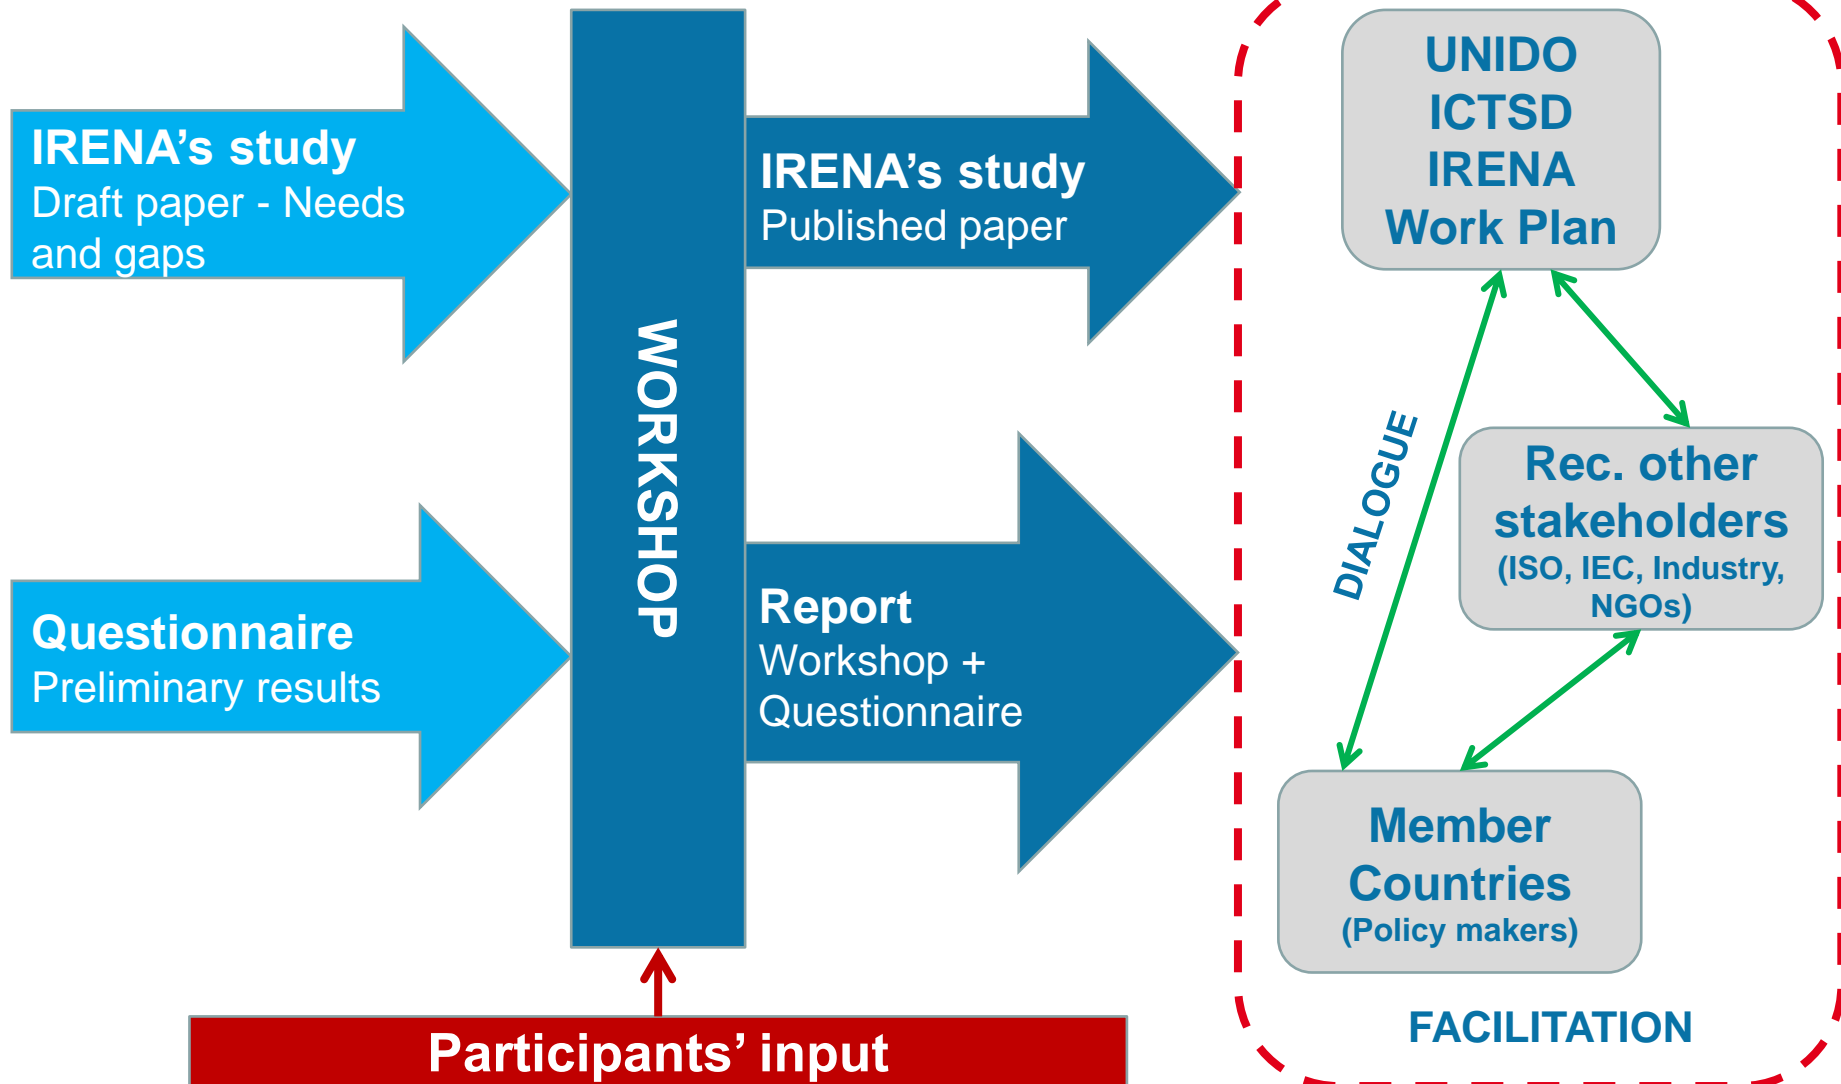 IRENA’s study
Draft paper - Needs
and gaps
Questionnaire
Preliminary results
WORKSHOP
IRENA’s study
Published paper
Report
Workshop +
Questionnaire
Participants’ input
UNIDO
ICTSD
IRENA
Work Plan
DIALOGUE
Rec. other
stakeholders
(ISO, IEC, Industry,
NGOs)
Member
Countries
(Policy makers)
FACILITATION